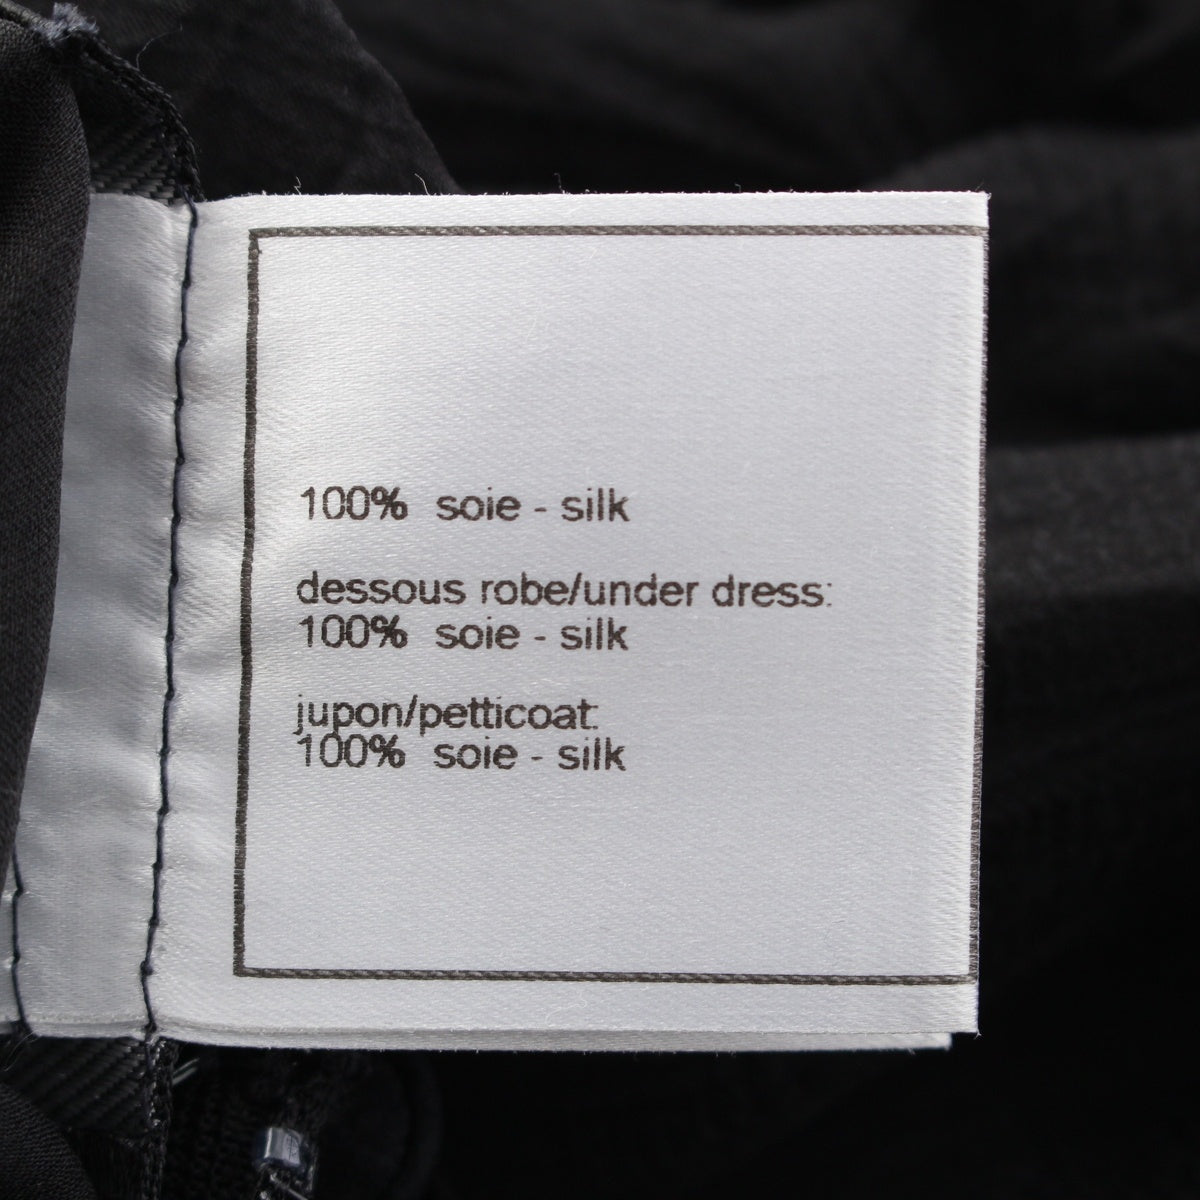 100% soie - silk
dessous robe/under dress:
100% soie - silk
jupon/petticoat:
100% soie - silk